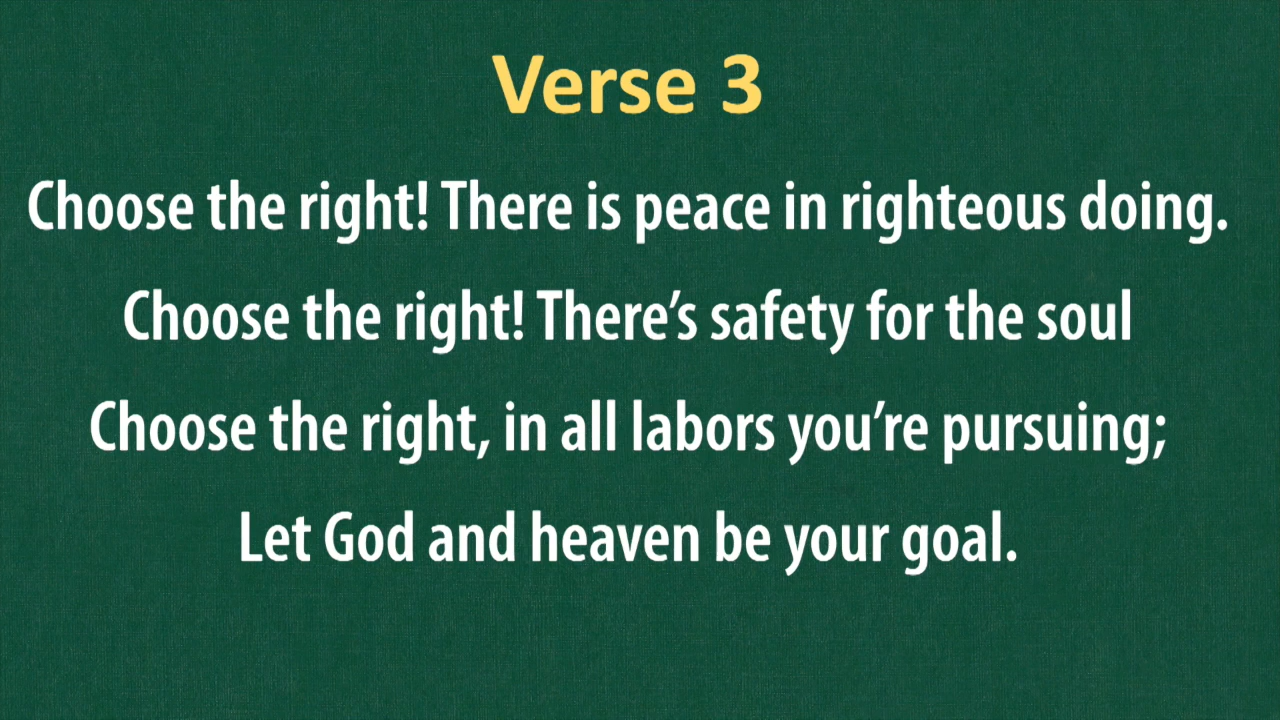 Verse 3
Choose the right! There is peace in righteous doing.
Choose the right! There’s safety for the soul
Choose the right, in all labors you’re pursuing;
Let God and heaven be your goal.